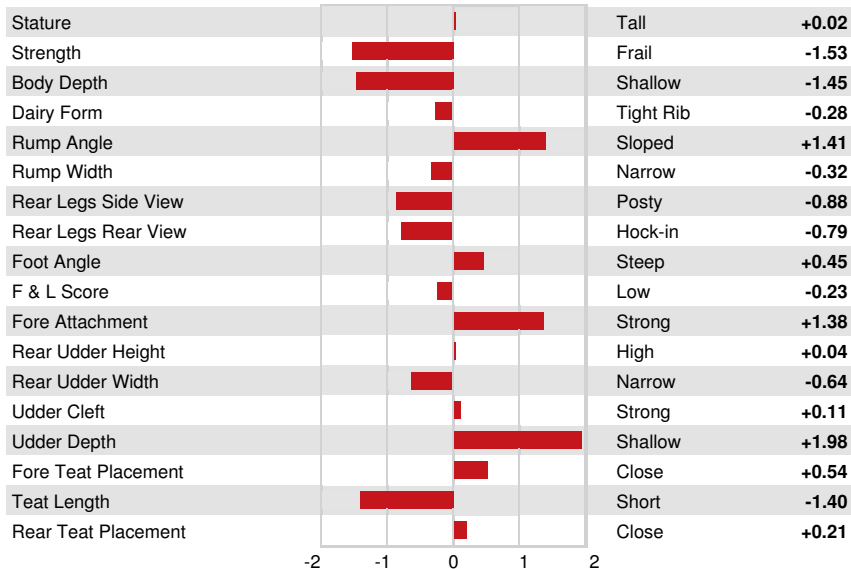 Stature Tall +0.02
Strength Frail -1.53
Body Depth Shallow -1.45
Dairy Form Tight Rib -0.28
Rump Angle Sloped +1.41
Rump Width Narrow -0.32
Rear Legs Side View Posty -0.88
Rear Legs Rear View Hock-in -0.79
Foot Angle Steep +0.45
F & L Score Low -0.23
Fore Attachment Strong +1.38
Rear Udder Height High +0.04
Rear Udder Width Narrow -0.64
Udder Cleft Strong +0.11
Udder Depth Shallow +1.98
Fore Teat Placement Close +0.54
Teat Length Short -1.40
Rear Teat Placement Close +0.21
-2 -1 0 1 2